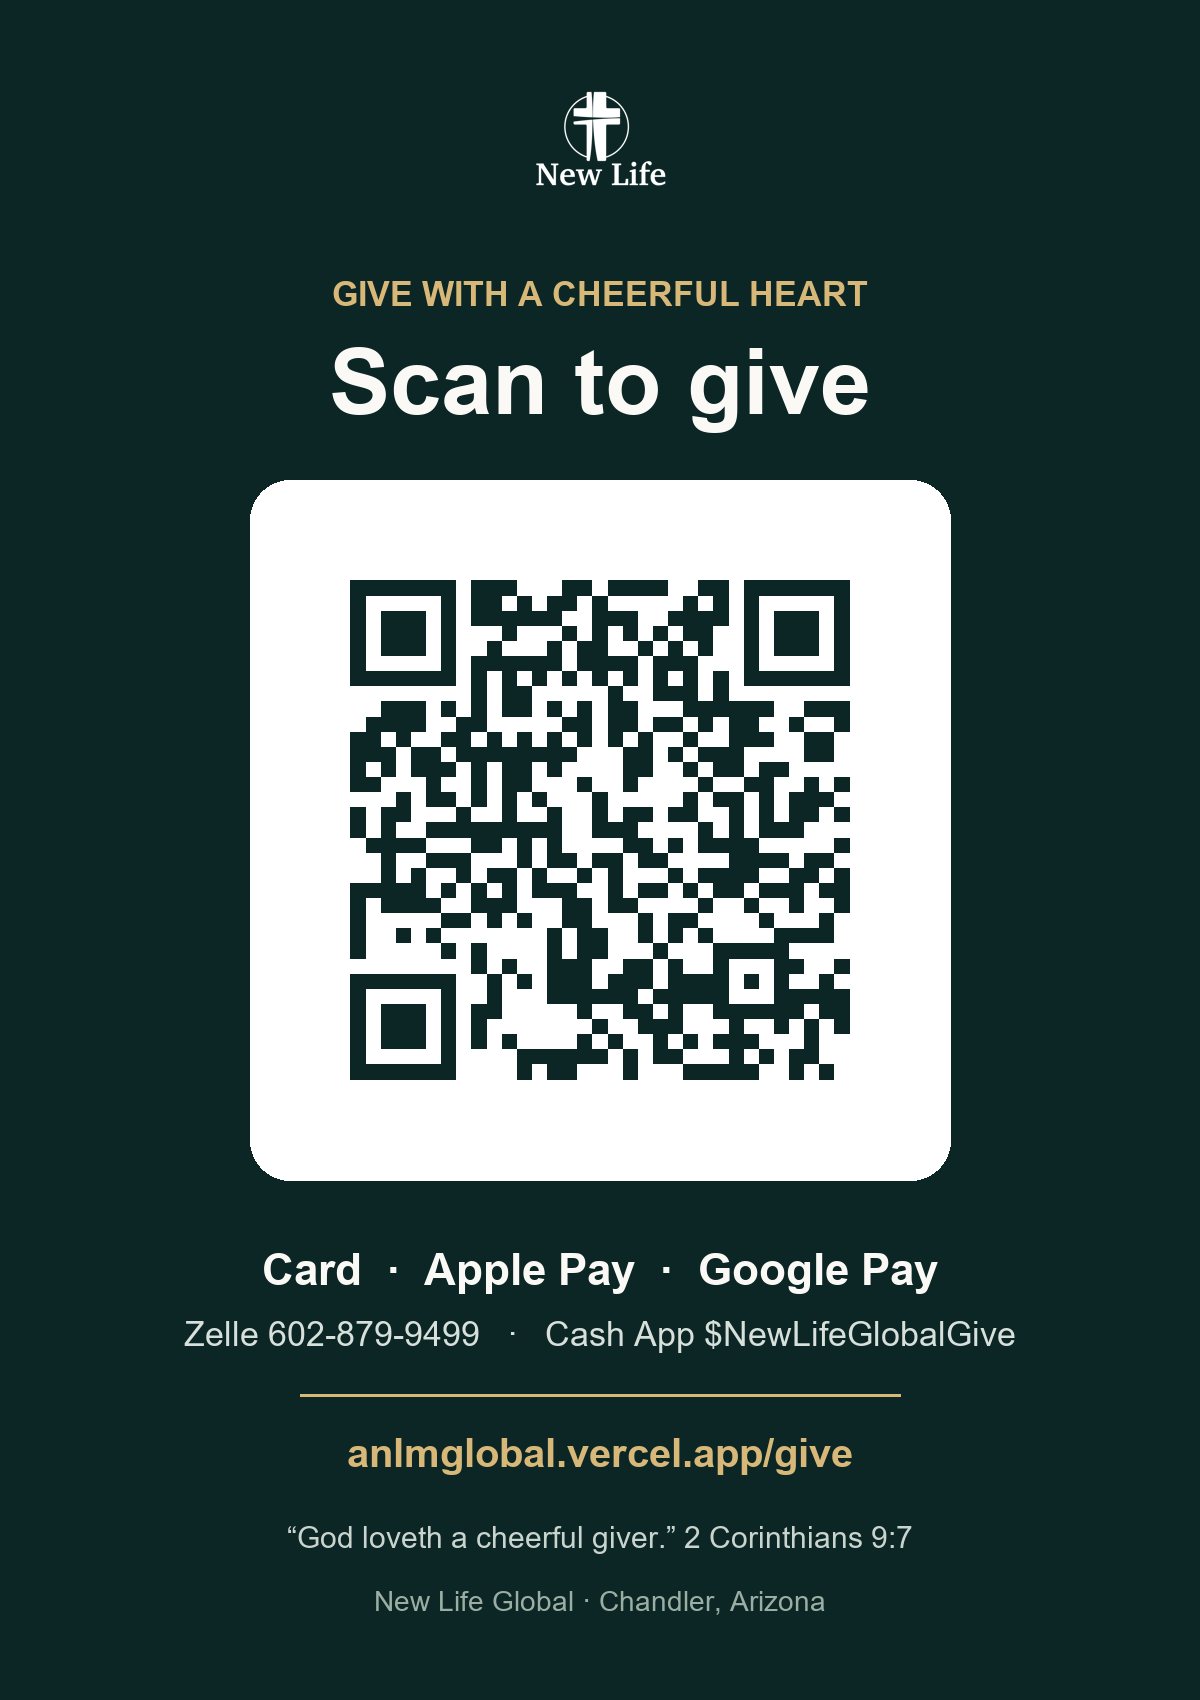 New Life
GIVE WITH A CHEERFUL HEART
Scan to give
Card · Apple Pay · Google Pay
Zelle 602-879-9499 · Cash App $NewLifeGlobalGive
anlmglobal.vercel.app/give
“God loveth a cheerful giver.” 2 Corinthians 9:7
New Life Global · Chandler, Arizona